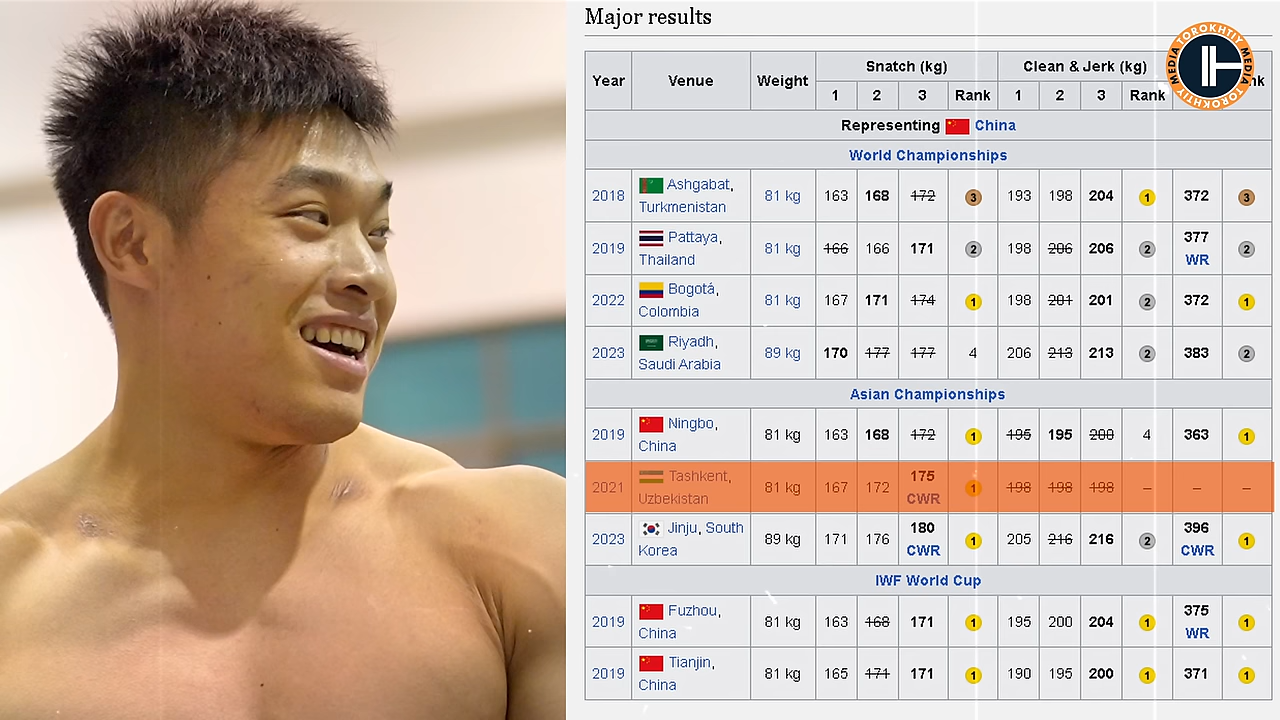 Major results
TOROKHTIY MEDIA TOROKHTIY MEDIA
Year Venue Weight Snatch (kg) Clean & Jerk (kg)
1 2 3 Rank 1 2 3 Rank
Representing China
World Championships
2018 Ashgabat, Turkmenistan 81 kg 163 168 172 3 193 198 204 1 372 3
2019 Pattaya, Thailand 81 kg 166 166 171 2 198 206 206 2 377 WR 2
2022 Bogotá, Colombia 81 kg 167 171 174 1 198 201 201 2 372 1
2023 Riyadh, Saudi Arabia 89 kg 170 177 177 4 206 213 213 2 383 2
Asian Championships
2019 Ningbo, China 81 kg 163 168 172 1 195 195 200 4 363 1
2021 Tashkent, Uzbekistan 81 kg 167 172 175 CWR 1 198 198 198 – – –
2023 Jinju, South Korea 89 kg 171 176 180 CWR 1 205 216 216 2 396 CWR 1
IWF World Cup
2019 Fuzhou, China 81 kg 163 168 171 1 195 200 204 1 375 WR 1
2019 Tianjin, China 81 kg 165 171 171 1 190 195 200 1 371 1